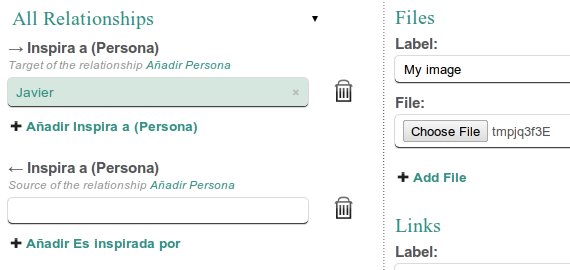 All Relationships
→ Inspira a (Persona)
Target of the relationship Añadir Persona
Javier ×
+ Añadir Inspira a (Persona)
← Inspira a (Persona)
Source of the relationship Añadir Persona
+ Añadir Es inspirada por
Files
Label:
My image
File:
Choose File tmpjq3f3E
+ Add File
Links
Label: